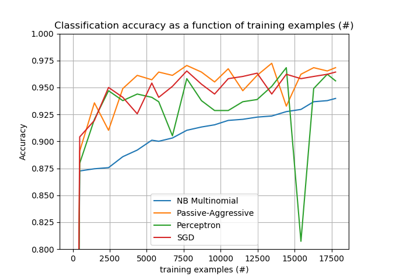 Classification accuracy as a function of training examples (#)
1.000
0.975
0.950
0.925
0.900
0.875
0.850
0.825
0.800
Accuracy
NB Multinomial
Passive-Aggressive
Perceptron
SGD
0 2500 5000 7500 10000 12500 15000 17500
training examples (#)